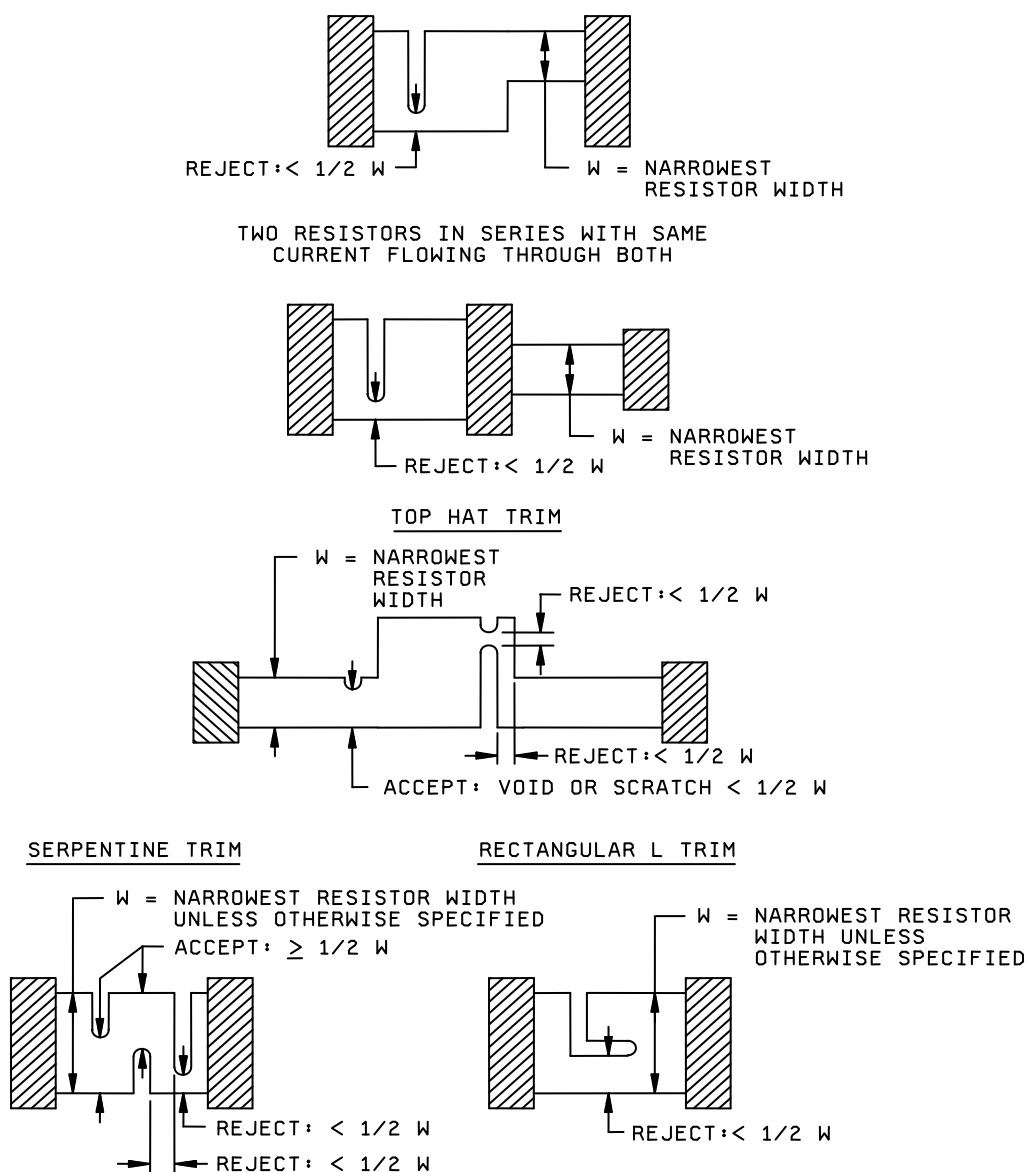 REJECT:< 1/2 W
W = NARROWEST
RESISTOR WIDTH
TWO RESISTORS IN SERIES WITH SAME
CURRENT FLOWING THROUGH BOTH
W = NARROWEST
RESISTOR WIDTH
REJECT:< 1/2 W
TOP HAT TRIM
W = NARROWEST
RESISTOR
WIDTH
REJECT:< 1/2 W
REJECT:< 1/2 W
ACCEPT: VOID OR SCRATCH < 1/2 W
SERPENTINE TRIM
W = NARROWEST RESISTOR WIDTH
UNLESS OTHERWISE SPECIFIED
ACCEPT: ≥ 1/2 W
REJECT: < 1/2 W
REJECT: < 1/2 W
RECTANGULAR L TRIM
W = NARROWEST RESISTOR
WIDTH UNLESS
OTHERWISE SPECIFIED
REJECT:< 1/2 W